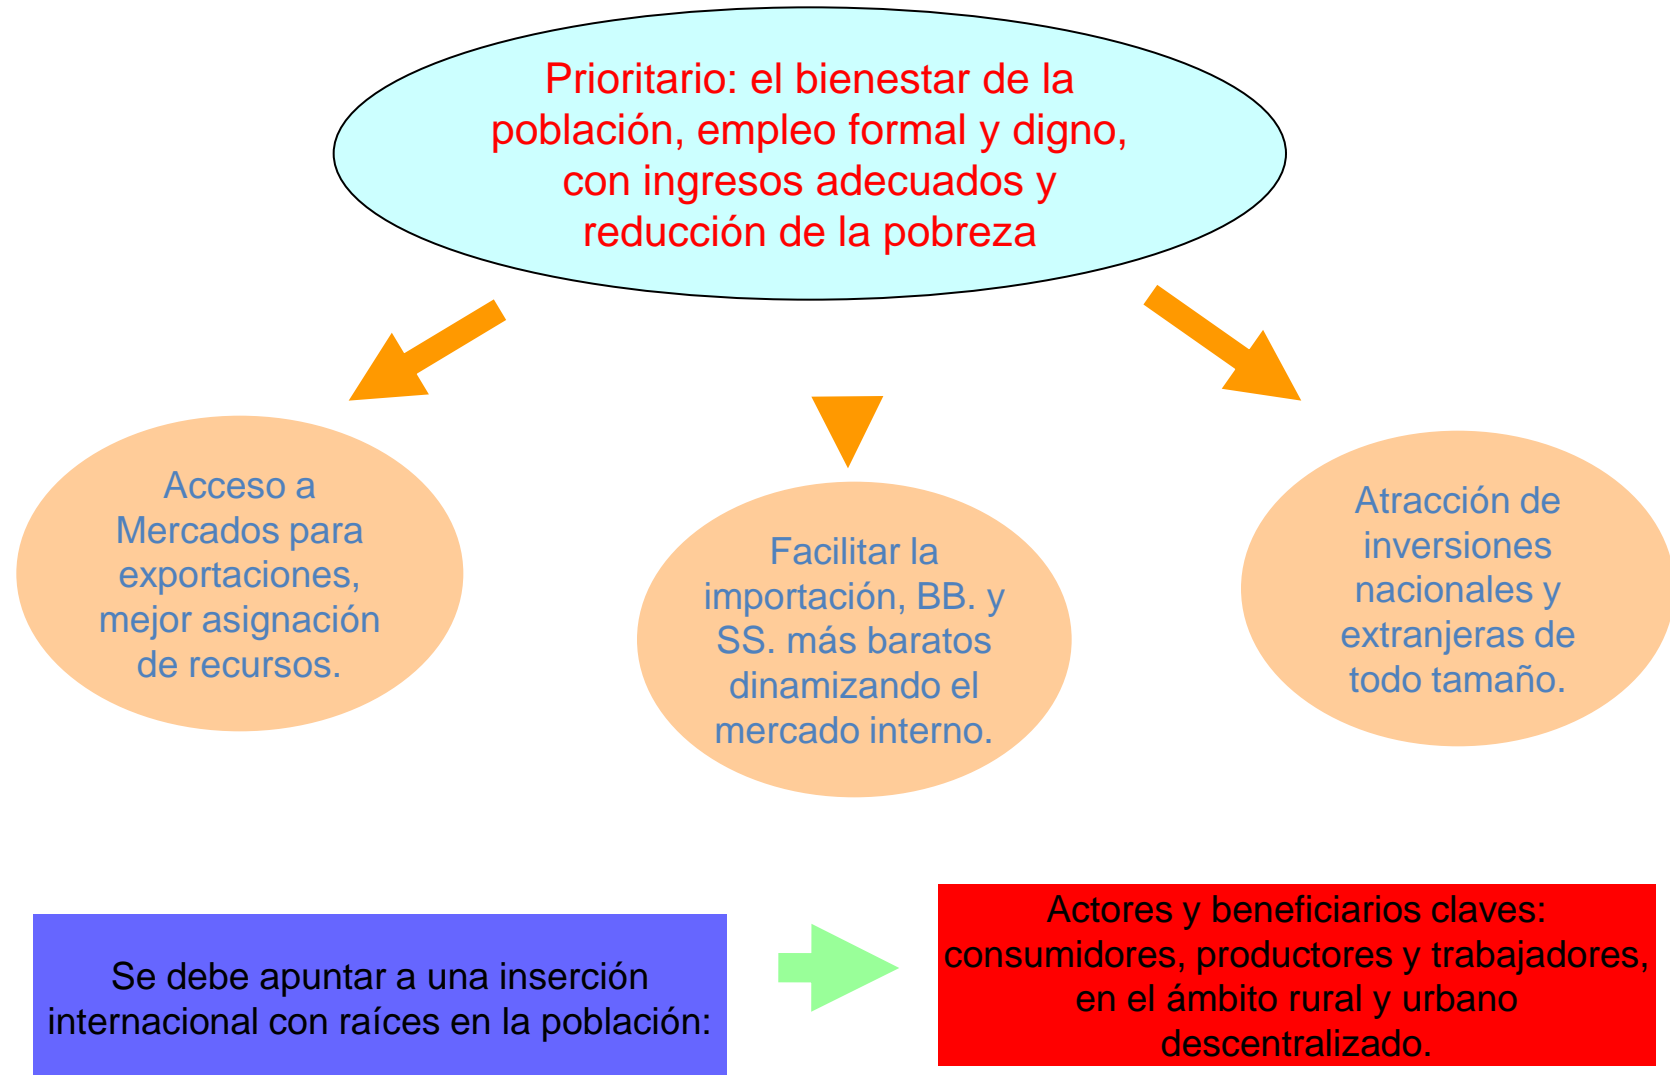 Prioritario: el bienestar de la
población, empleo formal y digno,
con ingresos adecuados y
reducción de la pobreza
Acceso a
Mercados para
exportaciones,
mejor asignación
de recursos.
Facilitar la
importación, BB. y
SS. más baratos
dinamizando el
mercado interno.
Atracción de
inversiones
nacionales y
extranjeras de
todo tamaño.
Se debe apuntar a una inserción
internacional con raíces en la población:
Actores y beneficiarios claves:
consumidores, productores y trabajadores,
en el ámbito rural y urbano
descentralizado.